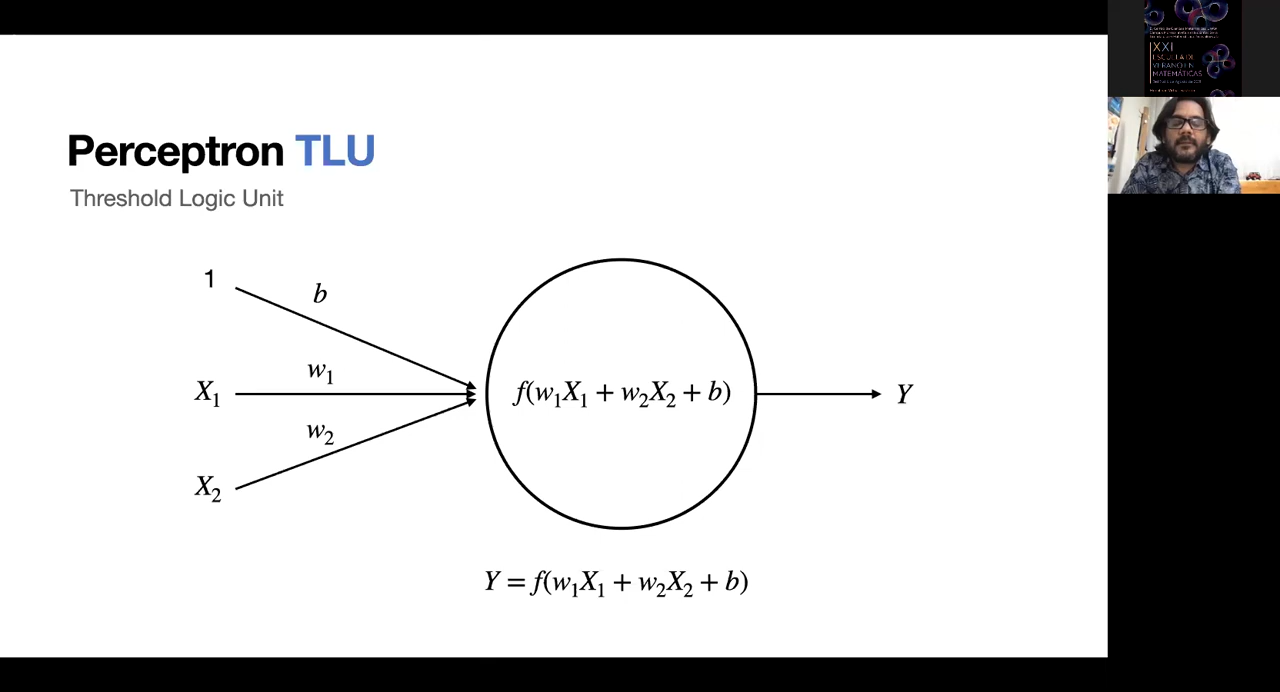 Perceptron TLU
Threshold Logic Unit
1
b
w₁
X₁
f(w₁X₁ + w₂X₂ + b)
Y
w₂
X₂
Y = f(w₁X₁ + w₂X₂ + b)
XXI
ESCUELA DE
VERANO EN
MATEMÁTICAS